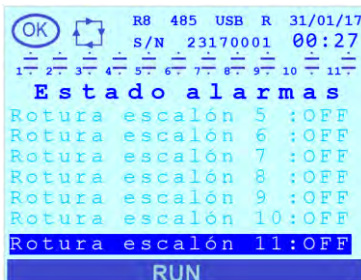 OK R8 485 USB R 31/01/17
S/N 23170001 00:27
1 2 3 4 5 6 7 8 9 10 11
Estado alarmas
Rotura escalón 5 :OFF
Rotura escalón 6 :OFF
Rotura escalón 7 :OFF
Rotura escalón 8 :OFF
Rotura escalón 9 :OFF
Rotura escalón 10:OFF
Rotura escalón 11:OFF
RUN